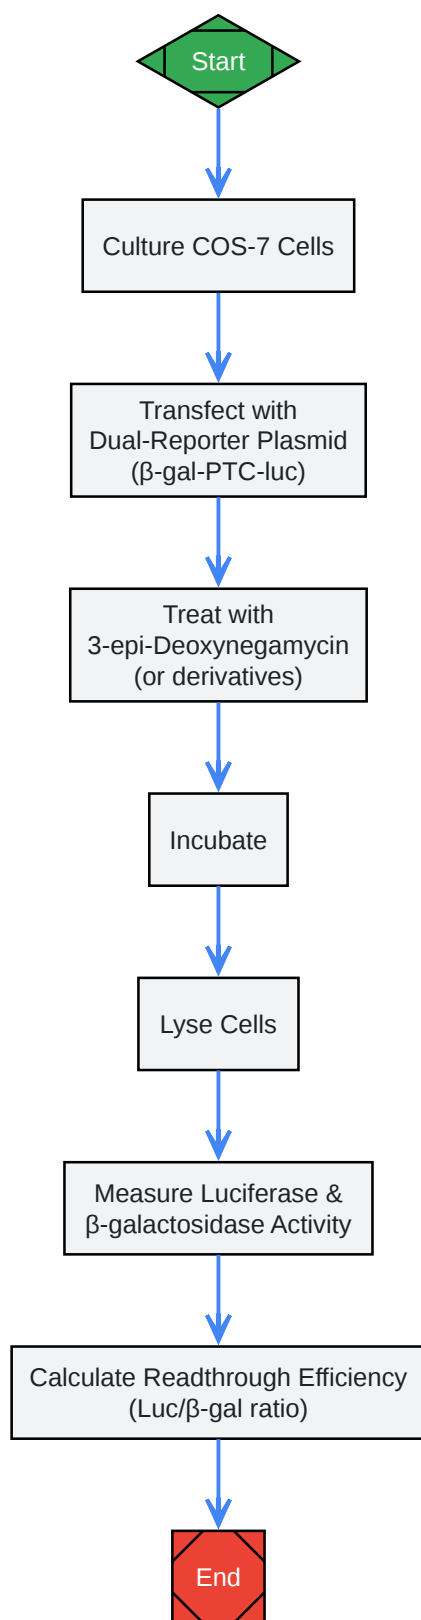 Start
Culture COS-7 Cells
Transfect with
Dual-Reporter Plasmid
(β-gal-PTC-luc)
Treat with
3-epi-Deoxynegamycin
(or derivatives)
Incubate
Lyse Cells
Measure Luciferase &
β-galactosidase Activity
Calculate Readthrough Efficiency
(Luc/β-gal ratio)
End